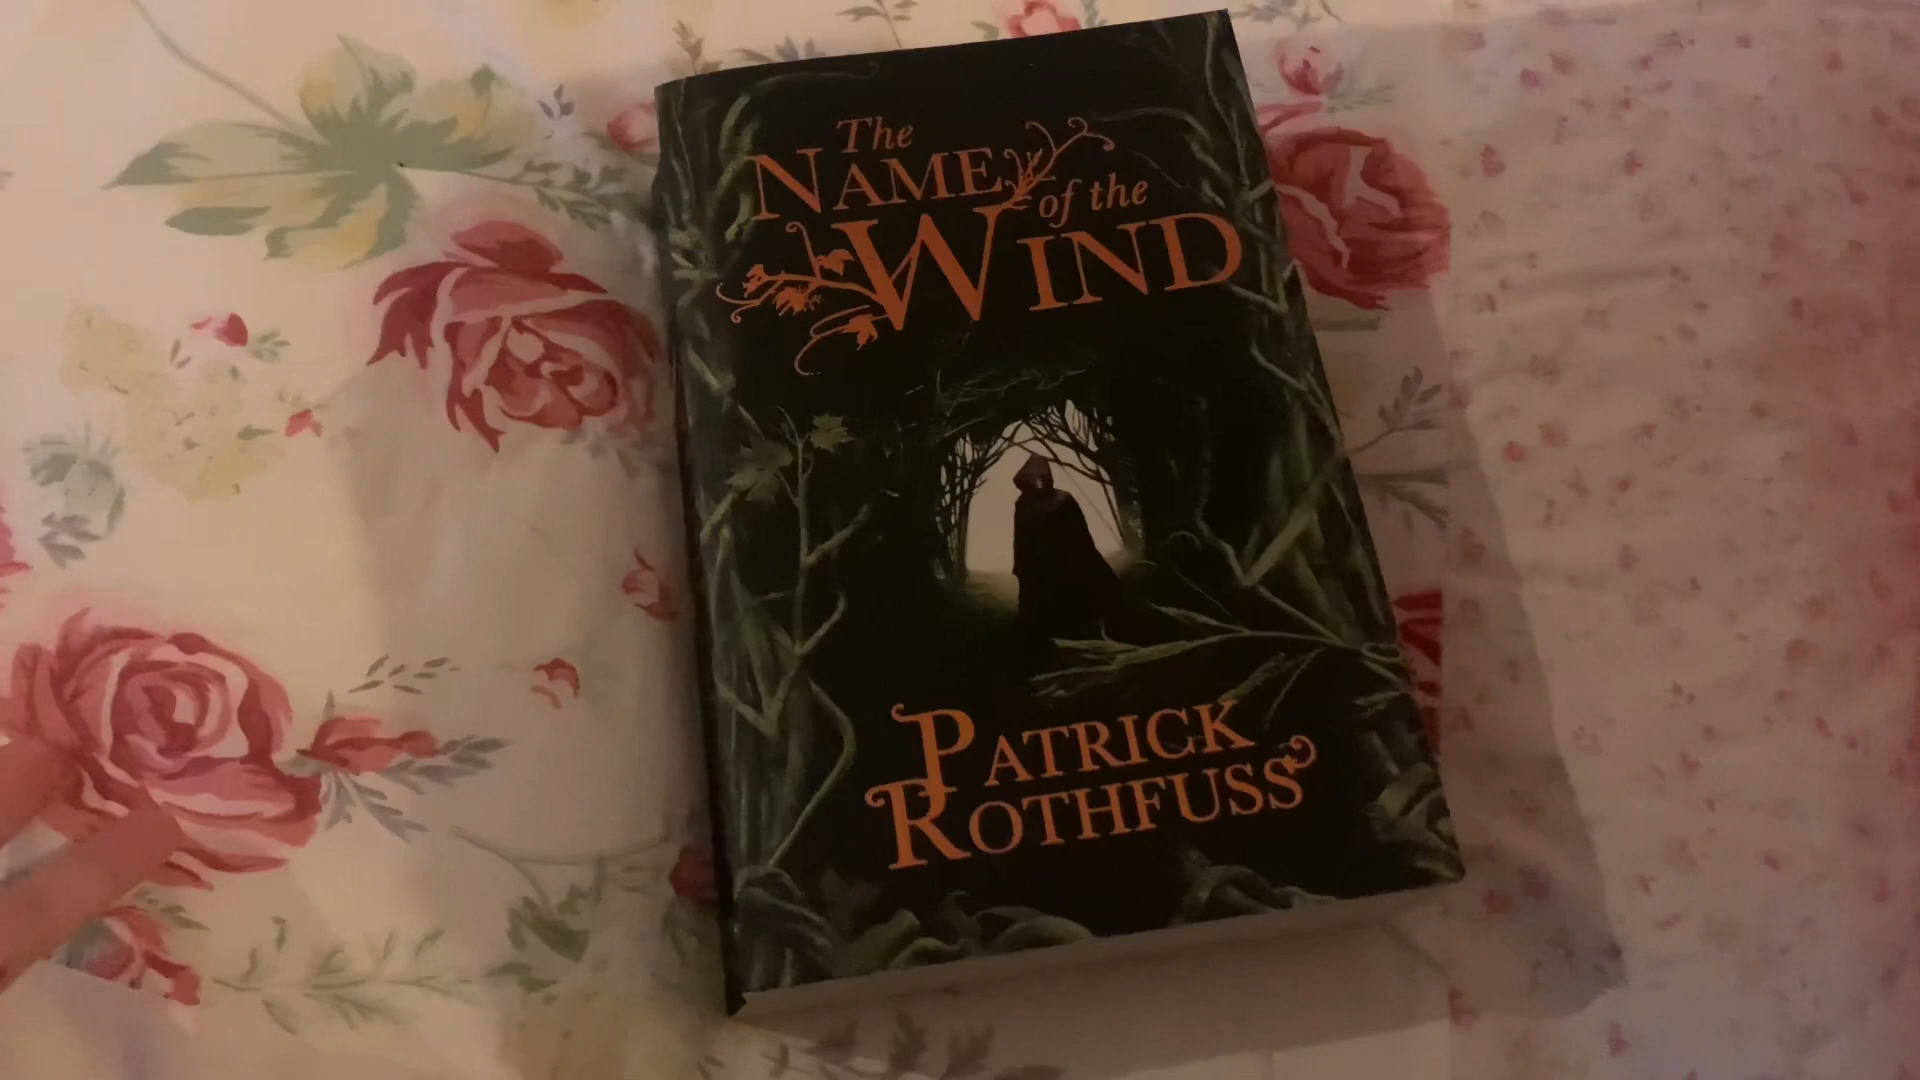 The
NAME
of the
WIND
PATRICK
ROTHFUSS